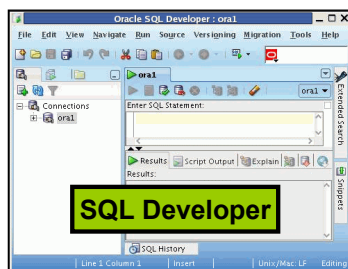 Oracle SQL Developer : ora1
File Edit View Navigate Run Source Versioning Migration Tools Help
ora1
ora1
Connections
ora1
Enter SQL Statement:
Results Script Output Explain
Results:
SQL Developer
SQL History
Line 1 Column 1 Insert Unix/Mac: LF Editing
Extended Search
Snippets